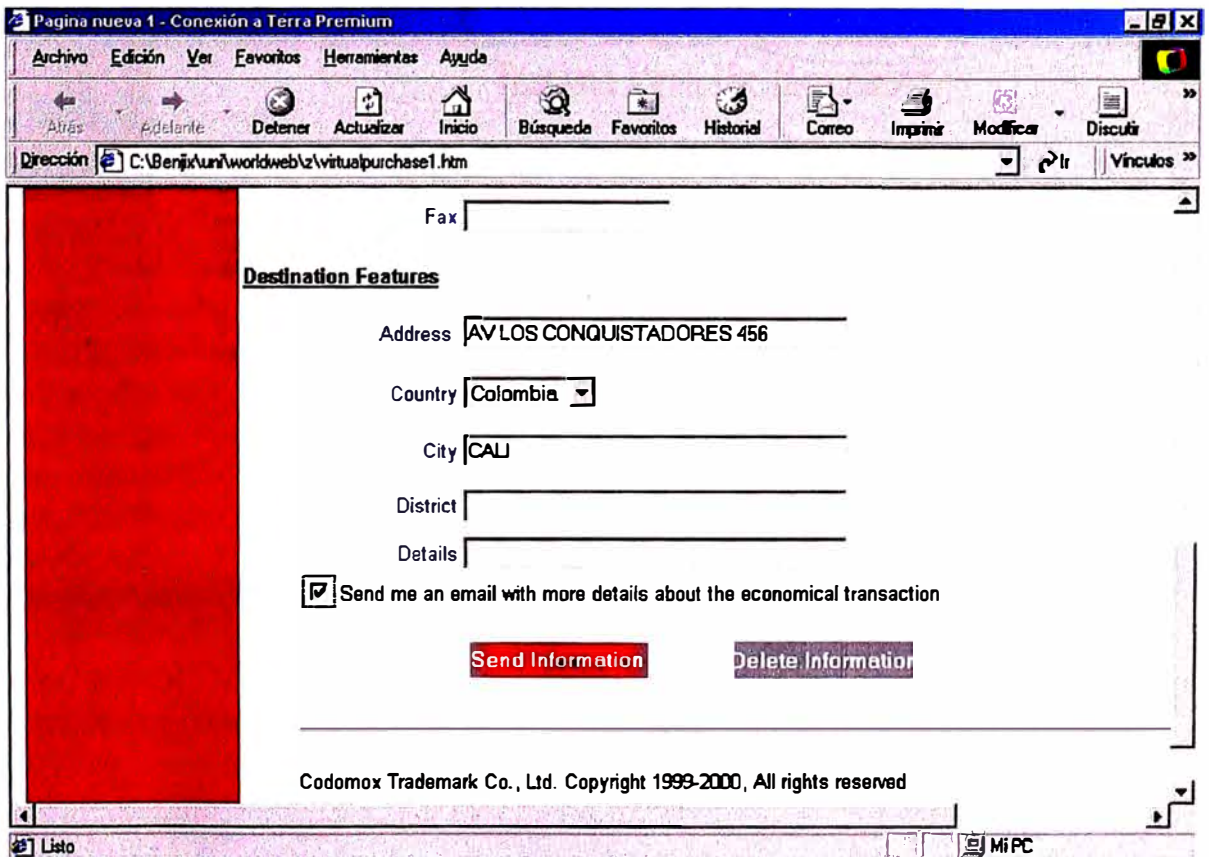 Pagina nueva 1 - Conexión a Terra Premium
Archivo Edición Ver Favoritos Herramientas Ayuda
Atrás Adelante Detener Actualizar Inicio Búsqueda Favoritos Historial Correo Imprimir Modificar Discutir »
Dirección C:\Benjix\uni\worldweb\z\virtualpurchase1.htm Ir Vínculos »
Fax
Destination Features
Address AV LOS CONQUISTADORES 456
Country Colombia
City CALI
District
Details
Send me an email with more details about the economical transaction
Send Information Delete Information
Codomox Trademark Co., Ltd. Copyright 1999-2000, All rights reserved
Listo Mi PC